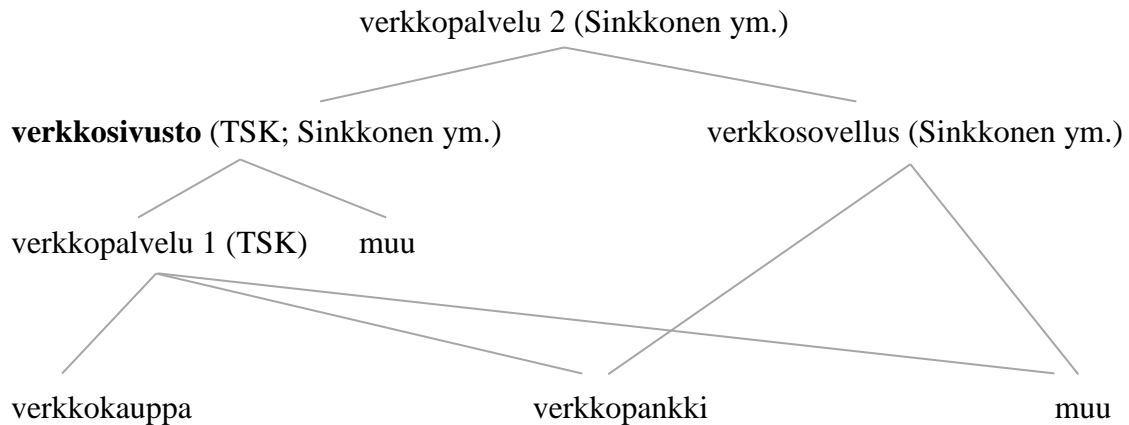 verkkopalvelu 2 (Sinkkonen ym.)
verkkosivusto (TSK; Sinkkonen ym.) verkkosovellus (Sinkkonen ym.)
verkkopalvelu 1 (TSK) muu
verkkokauppa verkkopankki muu